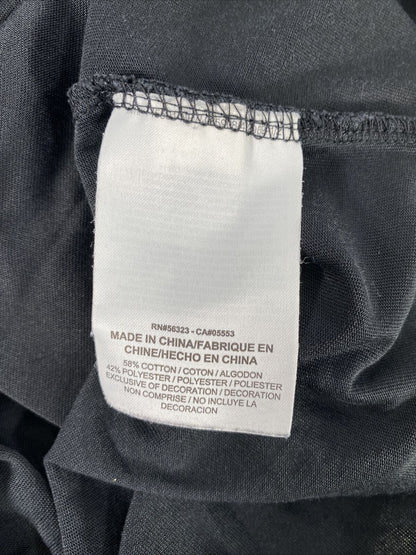 RN#56323 - CA#05553
MADE IN CHINA/FABRIQUE EN
CHINE/HECHO EN CHINA
58% COTTON / COTON / ALGODON
42% POLYESTER / POLYESTER / POLIESTER
EXCLUSIVE OF DECORATION / DECORATION
NON COMPRISE / NO INCLUYE LA
DECORACION